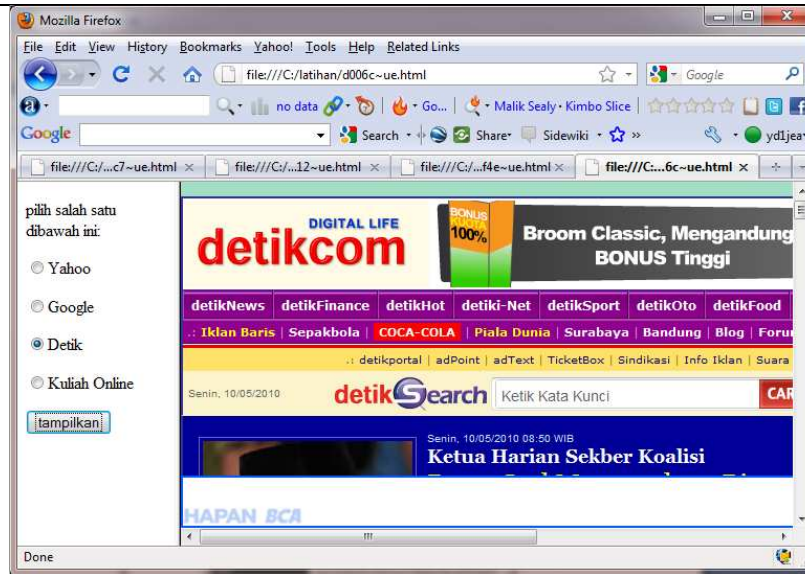 Mozilla Firefox
File Edit View History Bookmarks Yahoo! Tools Help Related Links
file:///C:/latihan/d006c~ue.html
Google
no data
Go...
Malik Sealy · Kimbo Slice
Google
Search
Share
Sidewiki
»
yd1jea
file:///C:/...c7~ue.html
file:///C:/...12~ue.html
file:///C:/...f4e~ue.html
file:///C:...6c~ue.html
pilih salah satu
dibawah ini:
Yahoo
Google
Detik
Kuliah Online
tampilkan
DIGITAL LIFE
detikcom
BONUS
KUOTA
100%
Broom Classic, Mengandung
BONUS Tinggi
detikNews detikFinance detikHot detiki-Net detikSport detikOto detikFood
.: Iklan Baris | Sepakbola | COCA-COLA | Piala Dunia | Surabaya | Bandung | Blog | Foru
.: detikportal | adPoint | adText | TicketBox | Sindikasi | Info Iklan | Suara
Senin, 10/05/2010
detikSearch
Ketik Kata Kunci
CAR
Senin, 10/05/2010 08:50 WIB
Ketua Harian Sekber Koalisi
HAPAN BCA
Done